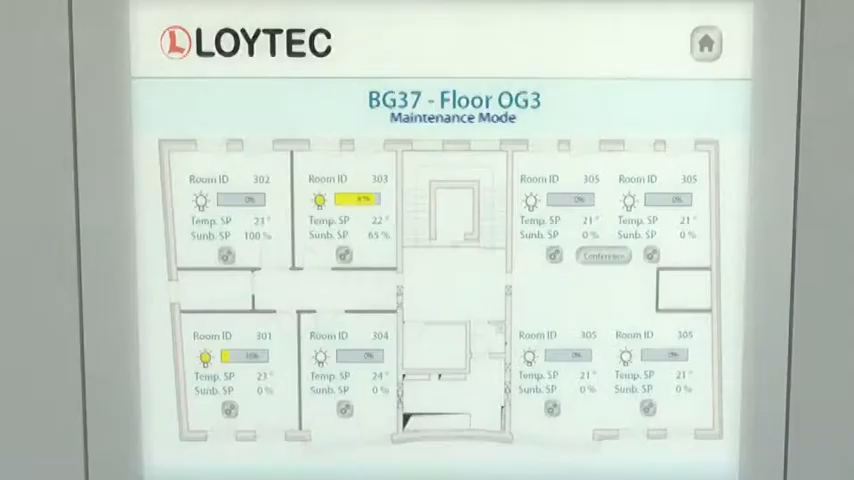 LOYTEC
BG37 - Floor OG3
Maintenance Mode
Room ID 302
0%
Temp. SP 23°
Sunb. SP 100 %
Room ID 303
Temp. SP 22°
Sunb. SP 65 %
Room ID 305
0%
Temp. SP 21°
Sunb. SP 0 %
Room ID 305
0%
Temp. SP 21°
Sunb. SP 0 %
Conference
Room ID 301
Temp. SP 23°
Sunb. SP 0 %
Room ID 304
0%
Temp. SP 24°
Sunb. SP 0 %
Room ID 305
0%
Temp. SP 21°
Sunb. SP 0 %
Room ID 305
0%
Temp. SP 21°
Sunb. SP 0 %